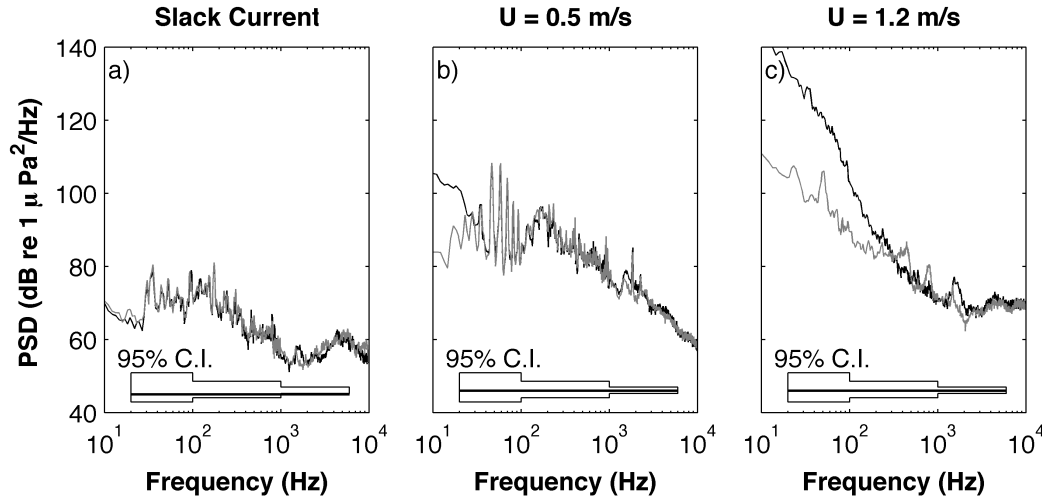 Slack Current
U = 0.5 m/s
U = 1.2 m/s
PSD (dB re 1 μ Pa²/Hz)
140
120
100
80
60
40
a)
b)
c)
95% C.I.
95% C.I.
95% C.I.
10¹ 10² 10³ 10⁴
10¹ 10² 10³ 10⁴
10¹ 10² 10³ 10⁴
Frequency (Hz)
Frequency (Hz)
Frequency (Hz)